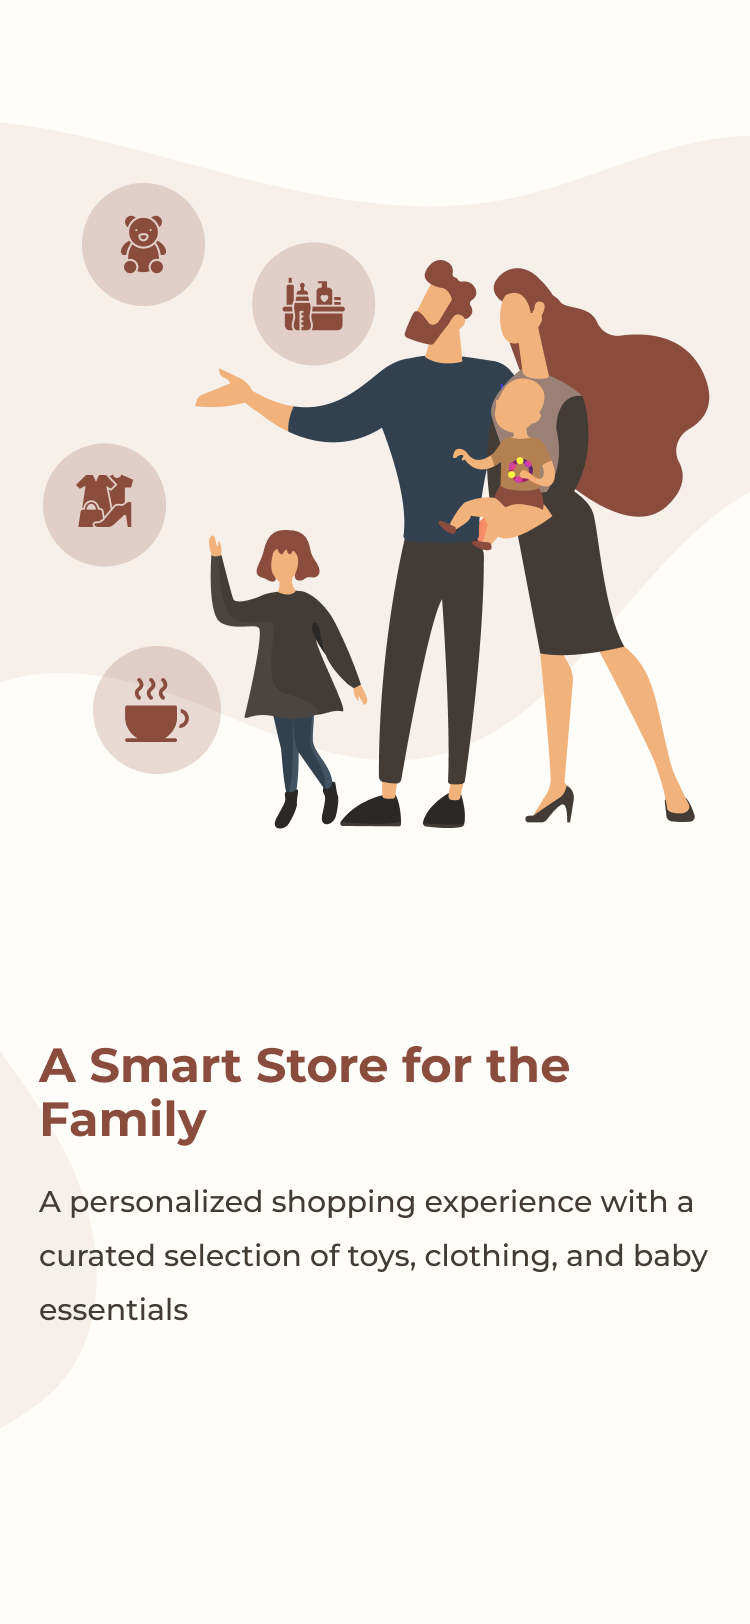 A Smart Store for the
Family
A personalized shopping experience with a
curated selection of toys, clothing, and baby
essentials